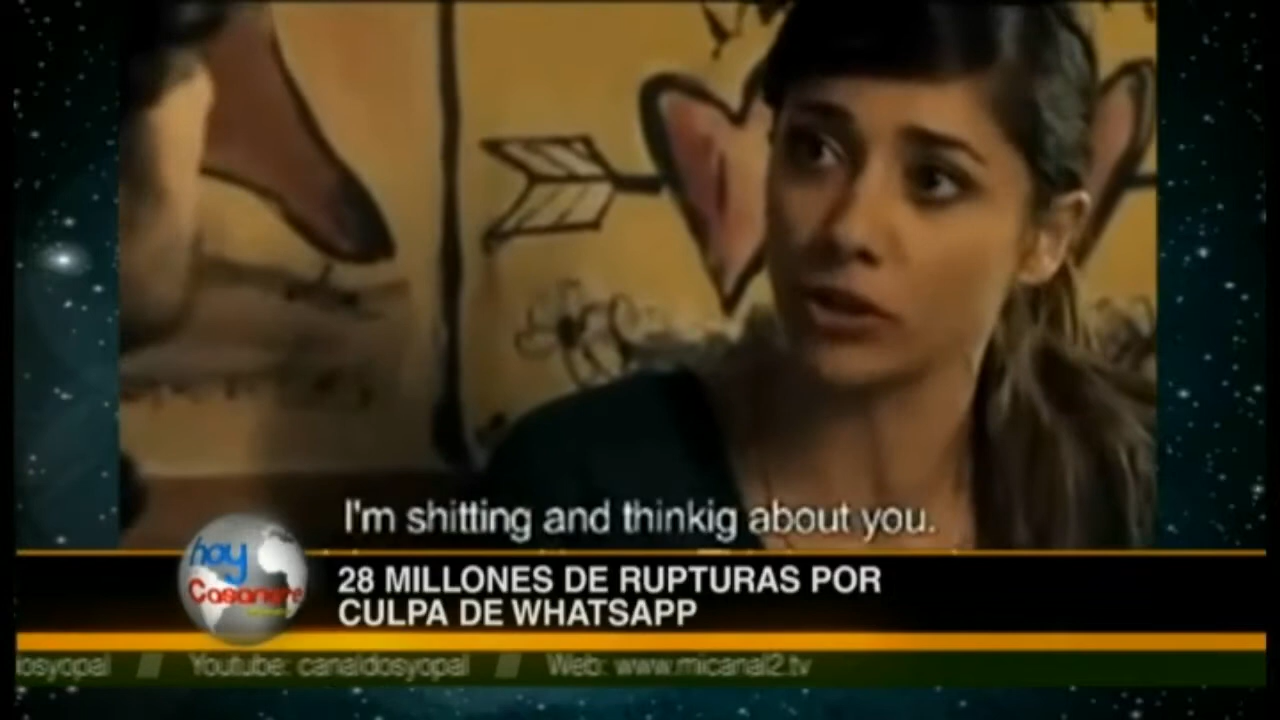 I'm shitting and thinkig about you.
hoy
Casanare
28 MILLONES DE RUPTURAS POR
CULPA DE WHATSAPP
osyopal // Youtube: canaldosyopal // Web: www.micanal2.tv